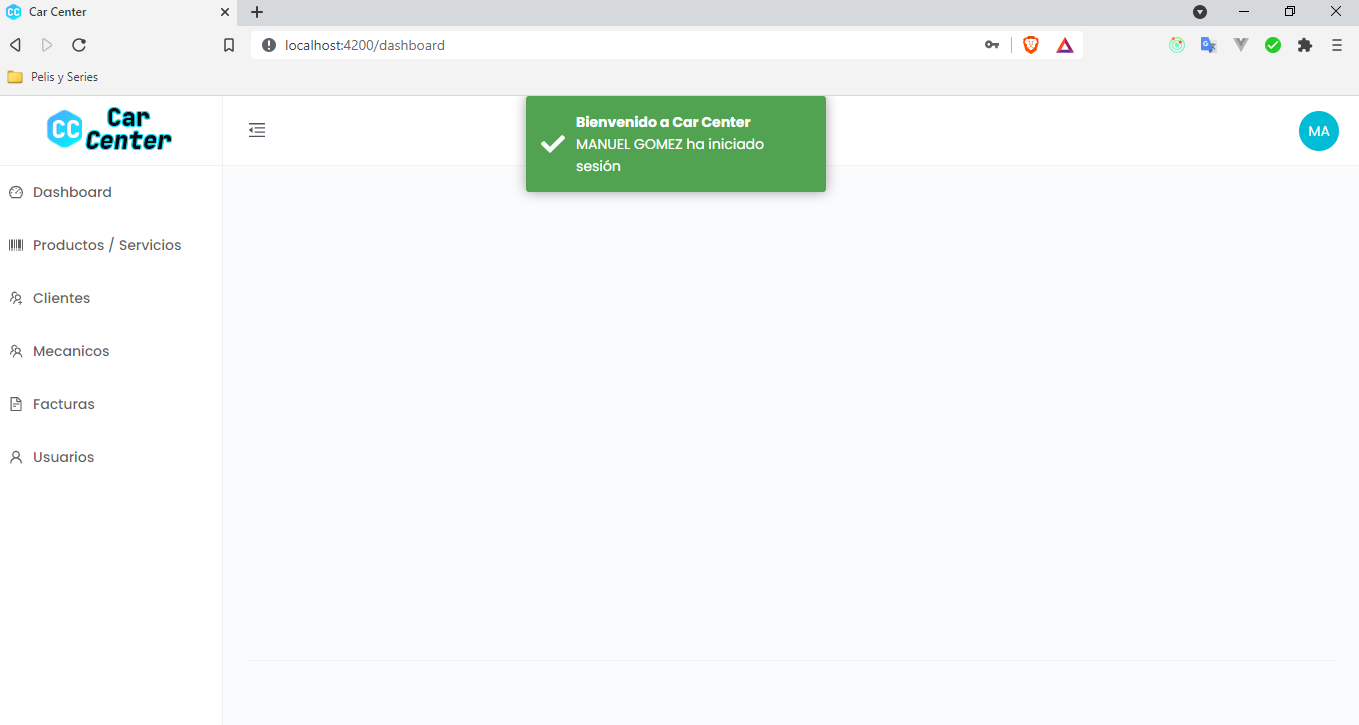 CC Car Center
localhost:4200/dashboard
Pelis y Series
CC Car
Center
Bienvenido a Car Center
MANUEL GOMEZ ha iniciado
sesión
MA
Dashboard
Productos / Servicios
Clientes
Mecanicos
Facturas
Usuarios